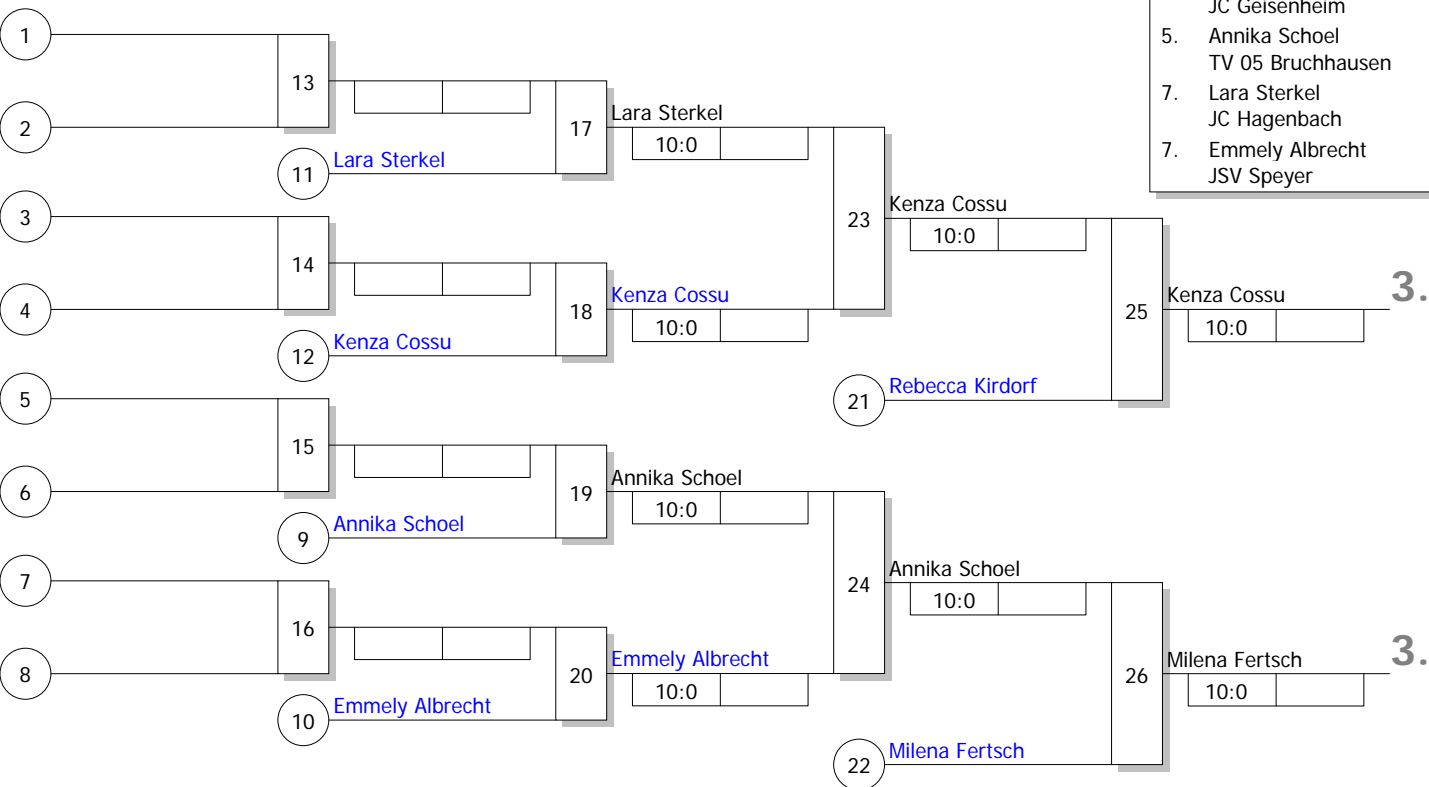 JC Geisenheim
5. Annika Schoel
TV 05 Bruchhausen
7. Lara Sterkel
JC Hagenbach
7. Emmely Albrecht
JSV Speyer
1
13
2
17
Lara Sterkel
10:0
11
Lara Sterkel
3
23
Kenza Cossu
10:0
14
4
18
Kenza Cossu
10:0
12
Kenza Cossu
25
Kenza Cossu
3.
10:0
21
Rebecca Kirdorf
5
15
6
19
Annika Schoel
10:0
9
Annika Schoel
7
24
Annika Schoel
10:0
16
8
20
Emmely Albrecht
10:0
10
Emmely Albrecht
26
Milena Fertsch
3.
10:0
22
Milena Fertsch